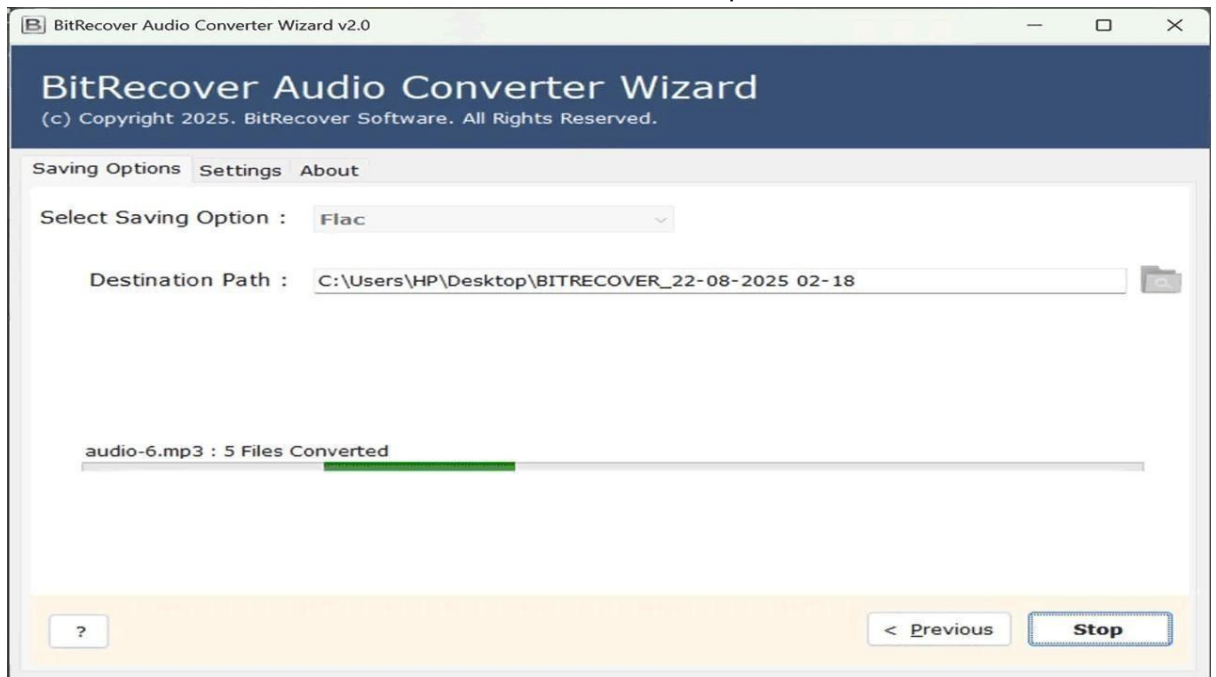 BitRecover Audio Converter Wizard v2.0
BitRecover Audio Converter Wizard
(c) Copyright 2025. BitRecover Software. All Rights Reserved.
Saving Options Settings About
Select Saving Option : Flac
Destination Path : C:\Users\HP\Desktop\BITRECOVER_22-08-2025 02-18
audio-6.mp3 : 5 Files Converted
? < Previous Stop